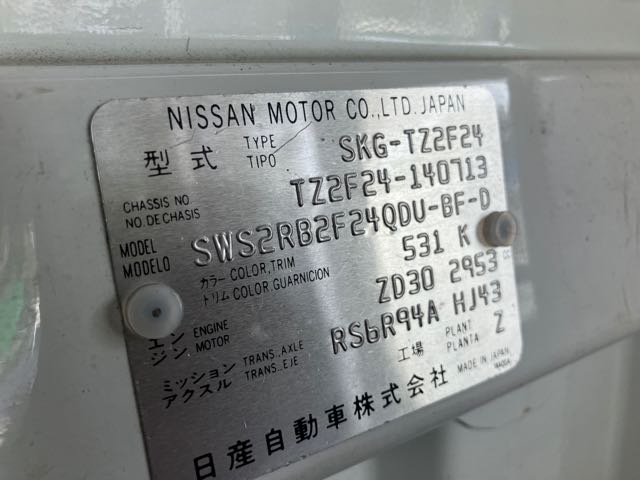 NISSAN MOTOR CO.,LTD. JAPAN
型式 TYPE TIPO SKG-TZ2F24
CHASSIS NO. NO. DE CHASIS TZ2F24-140713
MODEL MODELO SWS2RB2F24QDU-BF-D
カラー COLOR,TRIM 531 K
トリム COLOR.GUARNICION
エンジン ENGINE MOTOR ZD30 2953 cc
ミッション TRANS.,AXLE RS6R94A HJ43
アクスル TRANS.,EJE 工場 PLANT PLANTA Z
日産自動車株式会社 MADE IN JAPAN